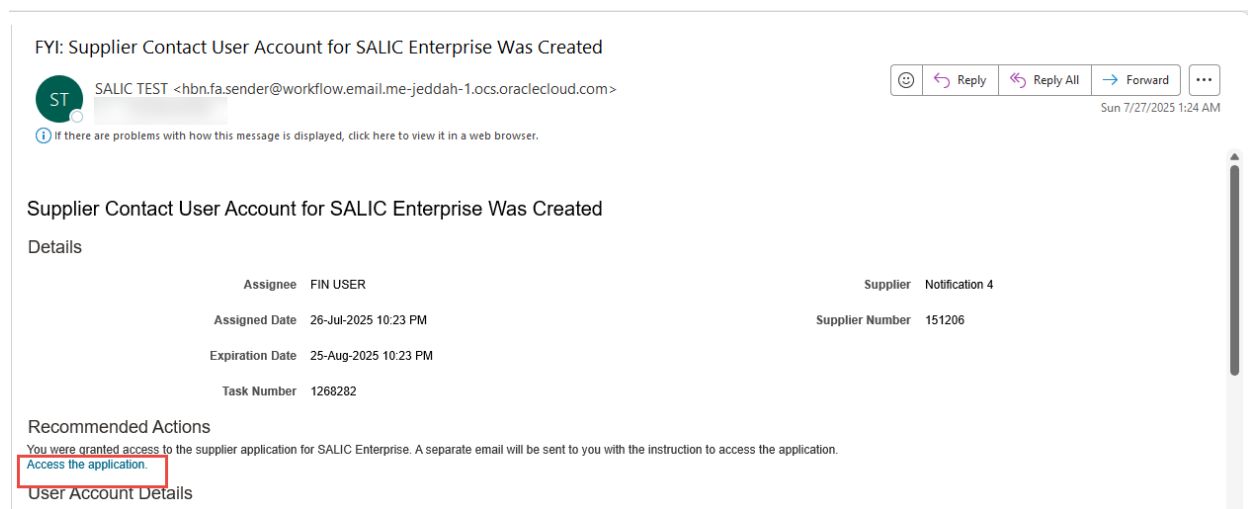 FYI: Supplier Contact User Account for SALIC Enterprise Was Created
ST
SALIC TEST <hbn.fa.sender@workflow.email.me-jeddah-1.ocs.oraclecloud.com>
Reply Reply All Forward
Sun 7/27/2025 1:24 AM
If there are problems with how this message is displayed, click here to view it in a web browser.
Supplier Contact User Account for SALIC Enterprise Was Created
Details
Assignee FIN USER Supplier Notification 4
Assigned Date 26-Jul-2025 10:23 PM Supplier Number 151206
Expiration Date 25-Aug-2025 10:23 PM
Task Number 1268282
Recommended Actions
You were granted access to the supplier application for SALIC Enterprise. A separate email will be sent to you with the instruction to access the application.
Access the application.
User Account Details